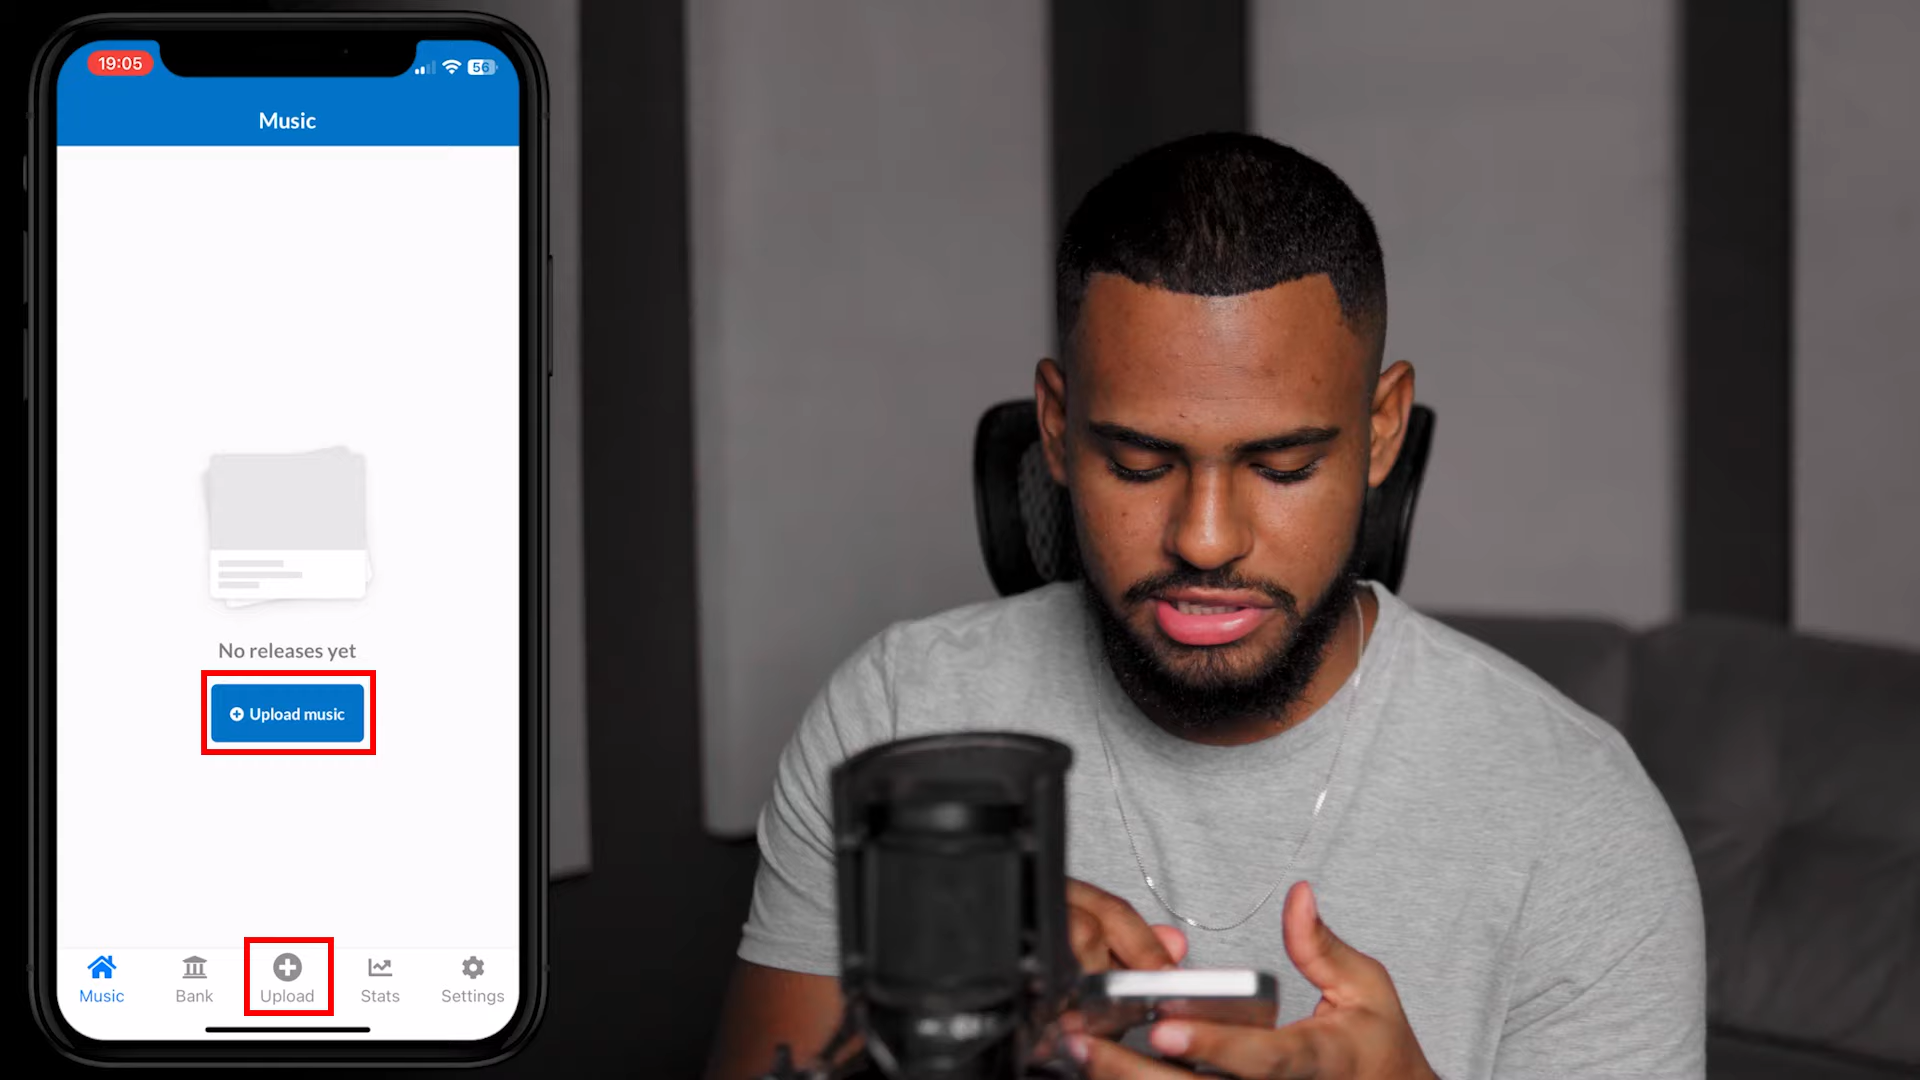 19:05
56
Music
No releases yet
Upload music
Music
Bank
Upload
Stats
Settings